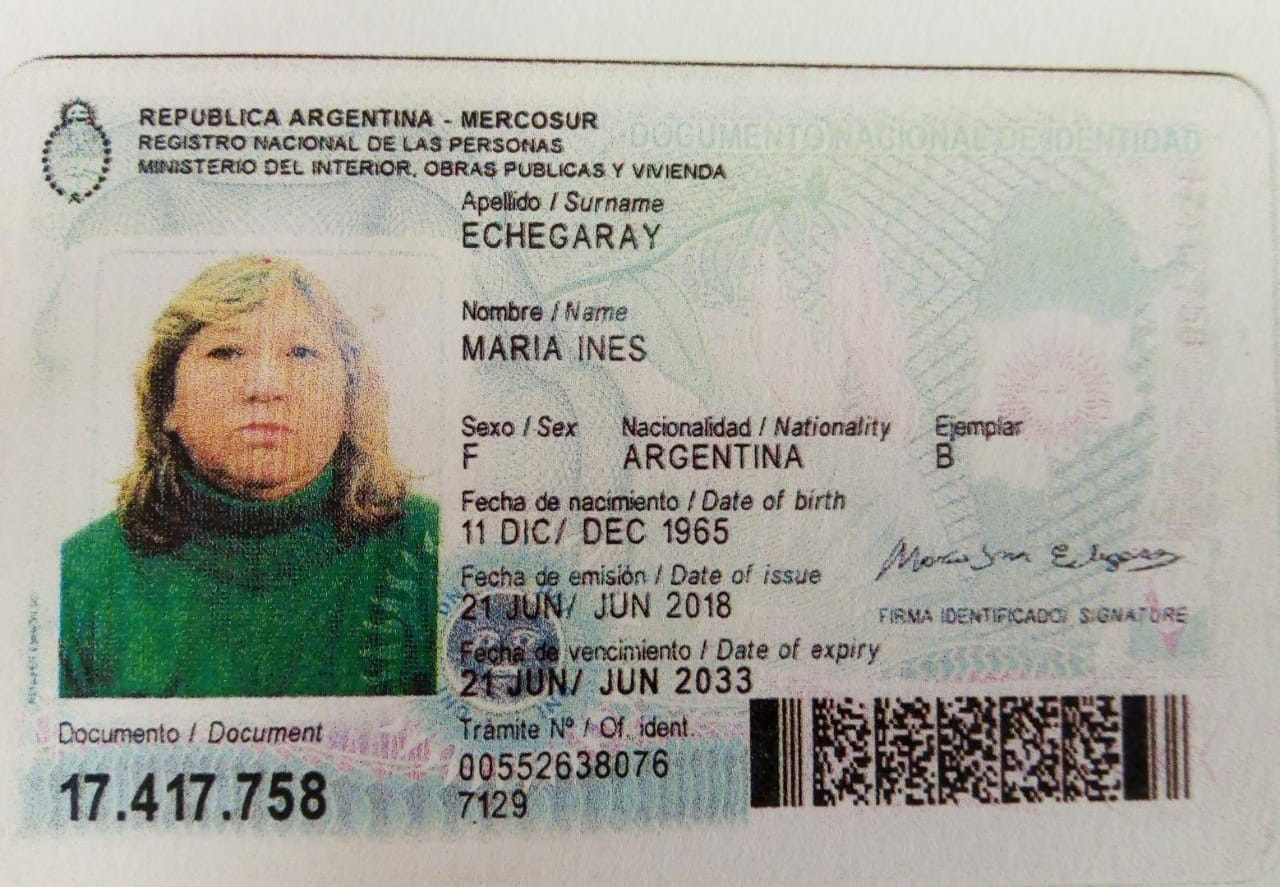 REPUBLICA ARGENTINA - MERCOSUR
REGISTRO NACIONAL DE LAS PERSONAS
MINISTERIO DEL INTERIOR, OBRAS PUBLICAS Y VIVIENDA
DOCUMENTO NACIONAL DE IDENTIDAD
Apellido / Surname
ECHEGARAY
Nombre / Name
MARIA INES
Sexo / Sex Nacionalidad / Nationality Ejemplar
F ARGENTINA B
Fecha de nacimiento / Date of birth
11 DIC/ DEC 1965
Fecha de emisión / Date of issue
21 JUN/ JUN 2018
FIRMA IDENTIFICADO/ SIGNATURE
Fecha de vencimiento / Date of expiry
21 JUN/ JUN 2033
Documento / Document
17.417.758
Trámite Nº / Of. ident.
00552638076
7129